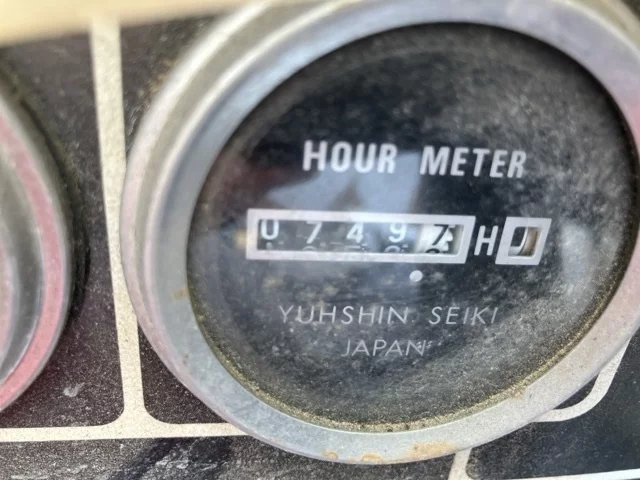 HOUR METER
0749 H
YUHSHIN SEIKI
JAPAN